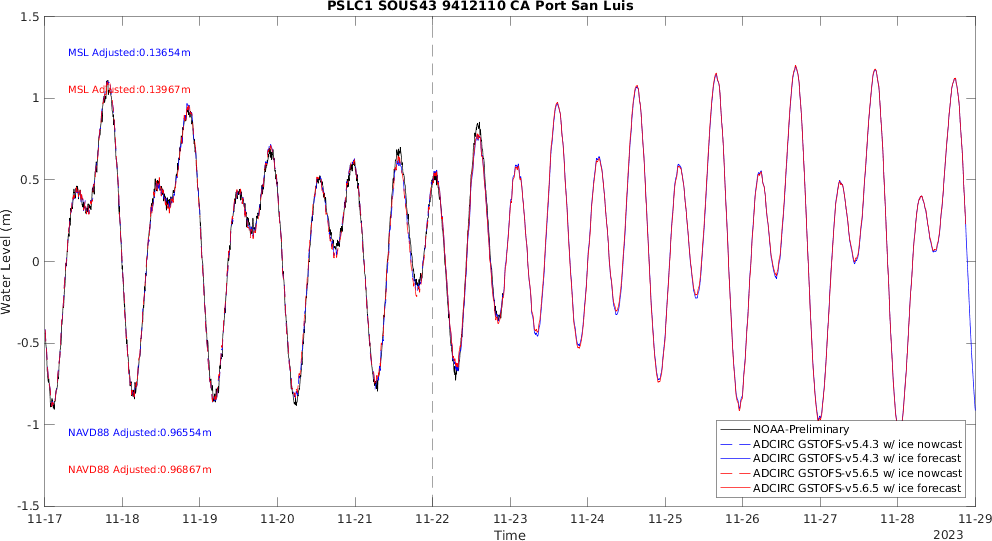 PSLC1 SOUS43 9412110 CA Port San Luis
MSL Adjusted:0.13654m
MSL Adjusted:0.13967m
NAVD88 Adjusted:0.96554m
NAVD88 Adjusted:0.96867m
Water Level (m)
1.5
1
0.5
0
-0.5
-1
-1.5
NOAA-Preliminary
ADCIRC GSTOFS-v5.4.3 w/ ice nowcast
ADCIRC GSTOFS-v5.4.3 w/ ice forecast
ADCIRC GSTOFS-v5.6.5 w/ ice nowcast
ADCIRC GSTOFS-v5.6.5 w/ ice forecast
11-17 11-18 11-19 11-20 11-21 11-22 11-23 11-24 11-25 11-26 11-27 11-28 11-29
Time
2023